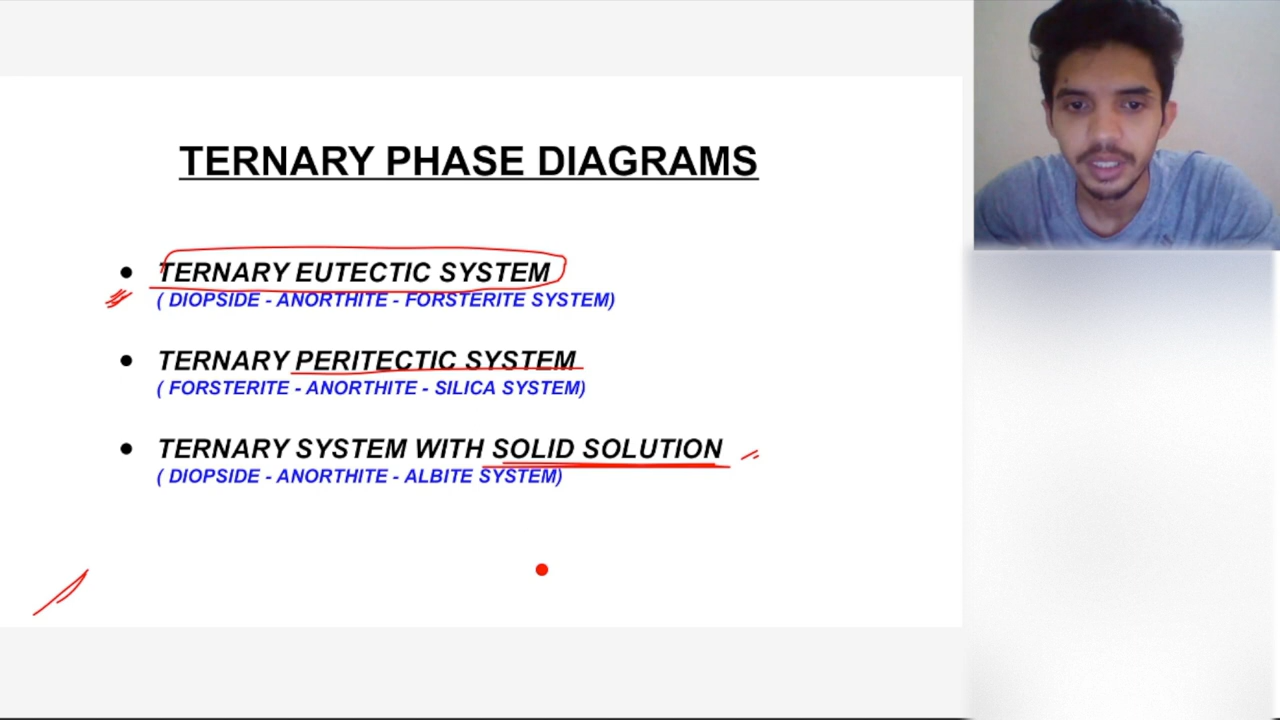 TERNARY PHASE DIAGRAMS
● TERNARY EUTECTIC SYSTEM
( DIOPSIDE - ANORTHITE - FORSTERITE SYSTEM)
● TERNARY PERITECTIC SYSTEM
( FORSTERITE - ANORTHITE - SILICA SYSTEM)
● TERNARY SYSTEM WITH SOLID SOLUTION
( DIOPSIDE - ANORTHITE - ALBITE SYSTEM)